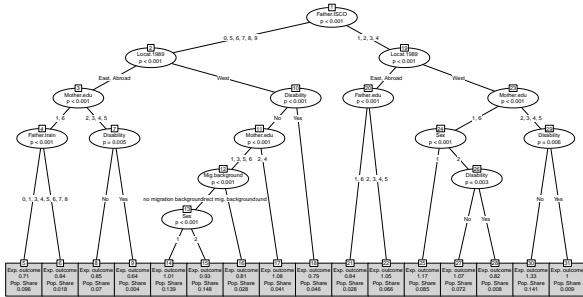 1
Father.ISCO
p < 0.001
0, 5, 6, 7, 8, 9
1, 2, 3, 4
2
Locat.1989
p < 0.001
19
Locat.1989
p < 0.001
East, Abroad
West
East, Abroad
West
3
Mother.edu
p < 0.001
10
Disability
p < 0.001
20
Father.edu
p < 0.001
23
Mother.edu
p < 0.001
1, 6
2, 3, 4, 5
No
Yes
1, 6
2, 3, 4, 5
4
Father.train
p < 0.001
7
Disability
p = 0.005
11
Mother.edu
p < 0.001
24
Sex
p < 0.001
29
Disability
p = 0.006
1, 3, 5, 6
2, 4
1
2
12
Mig.background
p < 0.001
26
Disability
p = 0.003
0, 1, 3, 4, 5, 6, 7, 8
No
Yes
no migration background
mig. background
1, 6
2, 3, 4, 5
No
Yes
No
Yes
13
Sex
p < 0.001
1
2
5
Exp. outcome
0.71
Pop. Share
0.096
6
Exp. outcome
0.84
Pop. Share
0.018
8
Exp. outcome
0.85
Pop. Share
0.07
9
Exp. outcome
0.64
Pop. Share
0.004
14
Exp. outcome
1.01
Pop. Share
0.139
15
Exp. outcome
0.93
Pop. Share
0.148
16
Exp. outcome
0.81
Pop. Share
0.028
17
Exp. outcome
1.08
Pop. Share
0.041
18
Exp. outcome
0.79
Pop. Share
0.046
21
Exp. outcome
0.84
Pop. Share
0.028
22
Exp. outcome
1.05
Pop. Share
0.066
25
Exp. outcome
1.17
Pop. Share
0.085
27
Exp. outcome
1.07
Pop. Share
0.072
28
Exp. outcome
0.82
Pop. Share
0.008
30
Exp. outcome
1.33
Pop. Share
0.141
31
Exp. outcome
1
Pop. Share
0.009